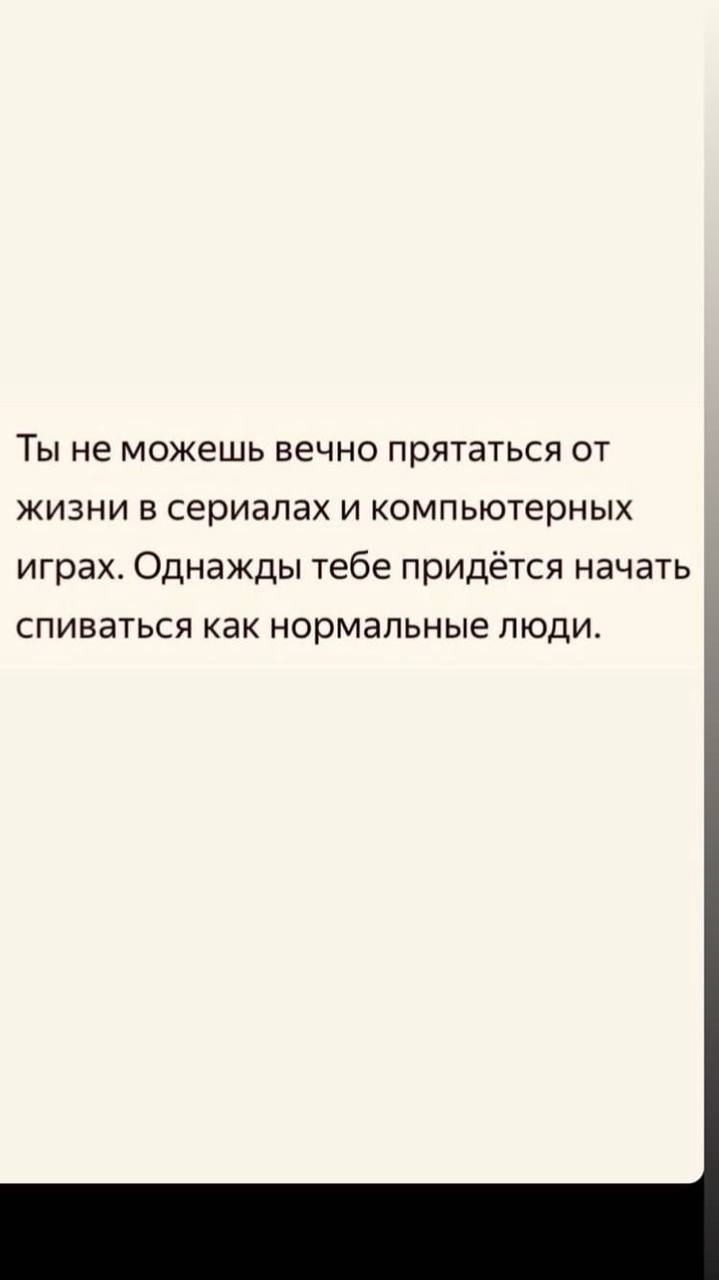 Ты не можешь вечно прятаться от
жизни в сериалах и компьютерных
играх. Однажды тебе придётся начать
спиваться как нормальные люди.